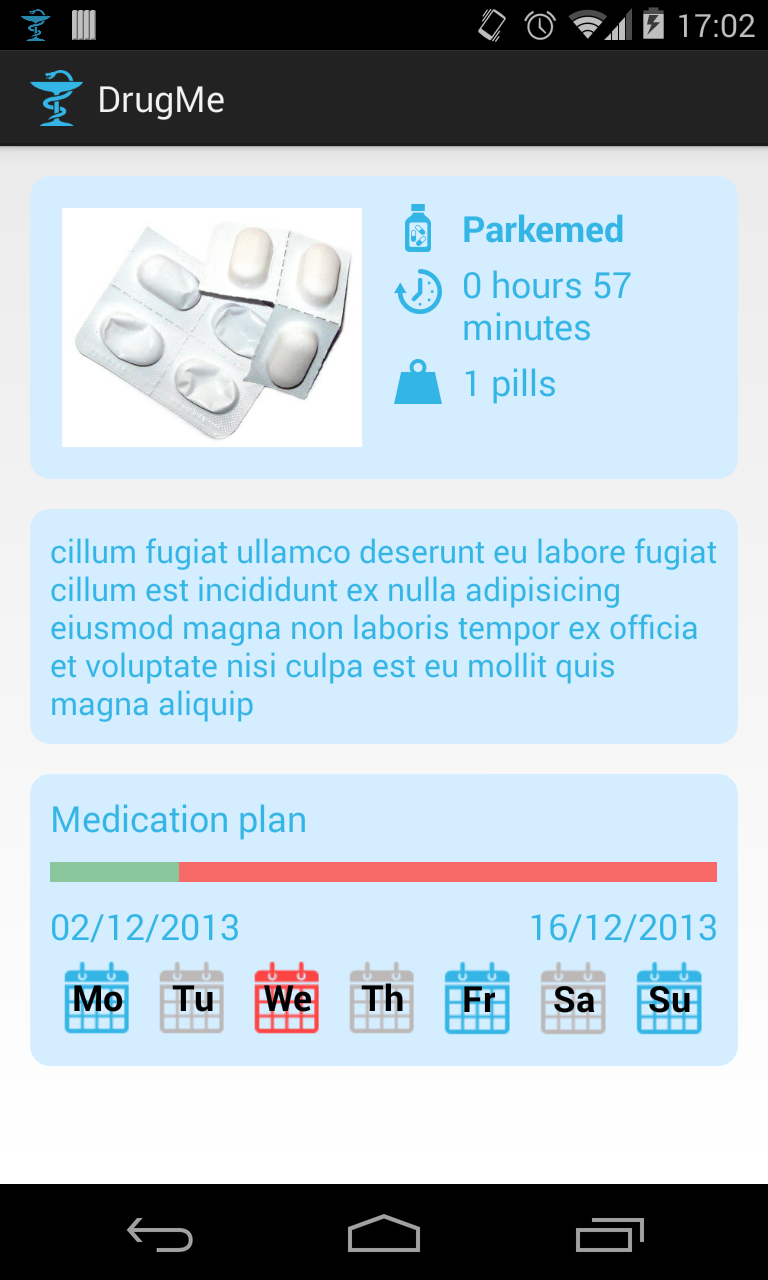 17:02
DrugMe
Parkemed
0 hours 57
minutes
1 pills
cillum fugiat ullamco deserunt eu labore fugiat
cillum est incididunt ex nulla adipisicing
eiusmod magna non laboris tempor ex officia
et voluptate nisi culpa est eu mollit quis
magna aliquip
Medication plan
02/12/2013 16/12/2013
Mo Tu We Th Fr Sa Su